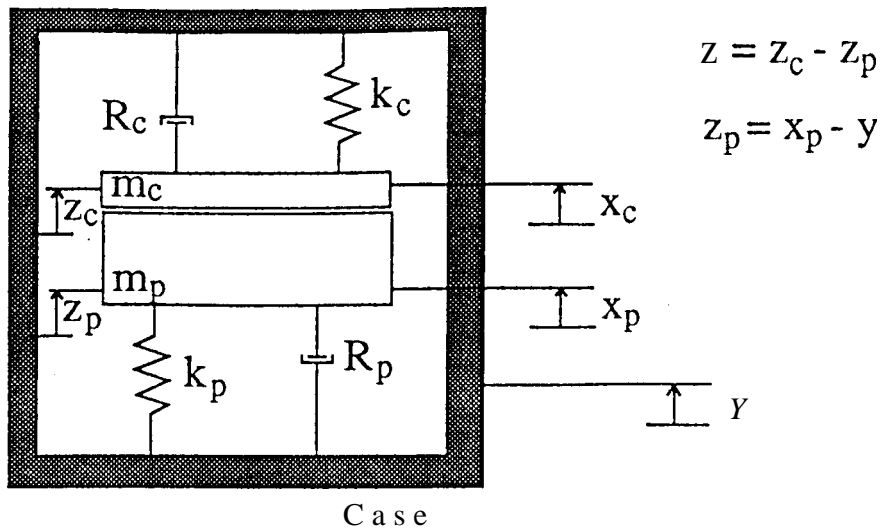 z = z_c - z_p
z_p = x_p - y
R_c
k_c
m_c
z_c
x_c
m_p
z_p
x_p
k_p
R_p
Y
Case